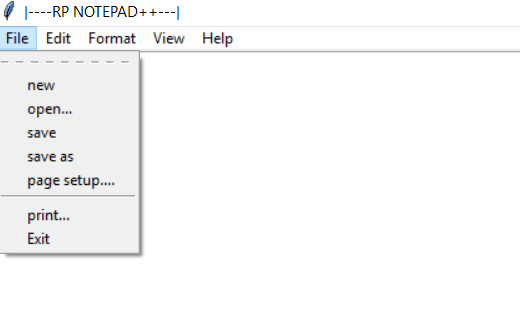 |----RP NOTEPAD++---|
File Edit Format View Help
new
open...
save
save as
page setup....
print...
Exit